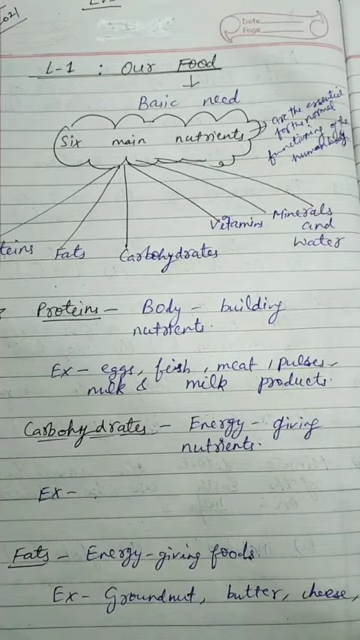 2021
Date
Page
L-1 : Our Food
Basic need
Six main nutrients
are the essential
for the normal
functioning of the
human body
teins
Fats
Carbohydrates
Vitamins
Minerals
and
Water
Proteins - Body - building
nutrients.
Ex - eggs, fish, meat, pulses,
milk & milk products.
Carbohydrates - Energy - giving
nutrients.
Ex -
Fats - Energy-giving foods.
Ex - Groundnut, butter, cheese,